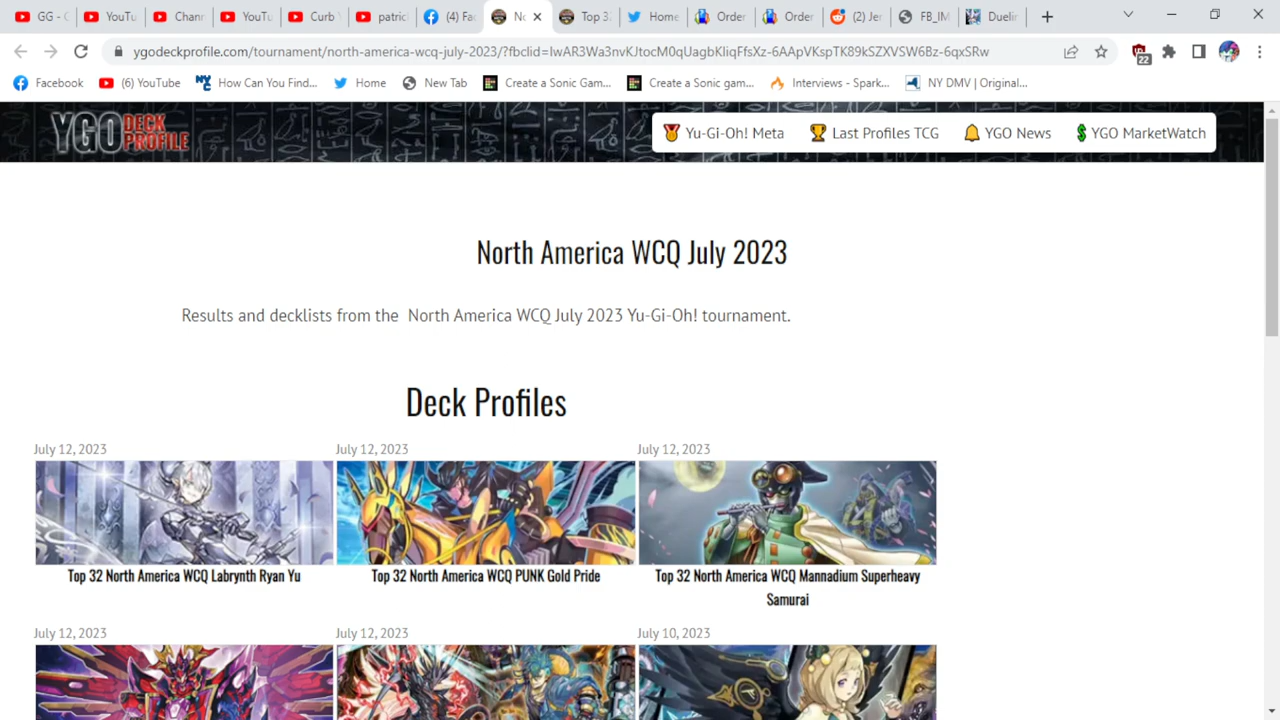 GG - C
YouTu
Chann
YouTu
Curb Y
patric
(4) Fa
No
Top 32
Home
Order
Order
(2) Jer
FB_IM
Duelin
ygodeckprofile.com/tournament/north-america-wcq-july-2023/?fbclid=IwAR3Wa3nvKJtocM0qUagbKliqFfsXz-6AApVKspTK89kSZXVSW6Bz-6qxSRw
22
Facebook
(6) YouTube
How Can You Find...
Home
New Tab
Create a Sonic Gam...
Create a Sonic gam...
Interviews - Spark...
NY DMV | Original...
YGO DECK PROFILE
Yu-Gi-Oh! Meta
Last Profiles TCG
YGO News
YGO MarketWatch
North America WCQ July 2023
Results and decklists from the North America WCQ July 2023 Yu-Gi-Oh! tournament.
Deck Profiles
July 12, 2023
July 12, 2023
July 12, 2023
Top 32 North America WCQ Labrynth Ryan Yu
Top 32 North America WCQ PUNK Gold Pride
Top 32 North America WCQ Mannadium Superheavy
Samurai
July 12, 2023
July 12, 2023
July 10, 2023